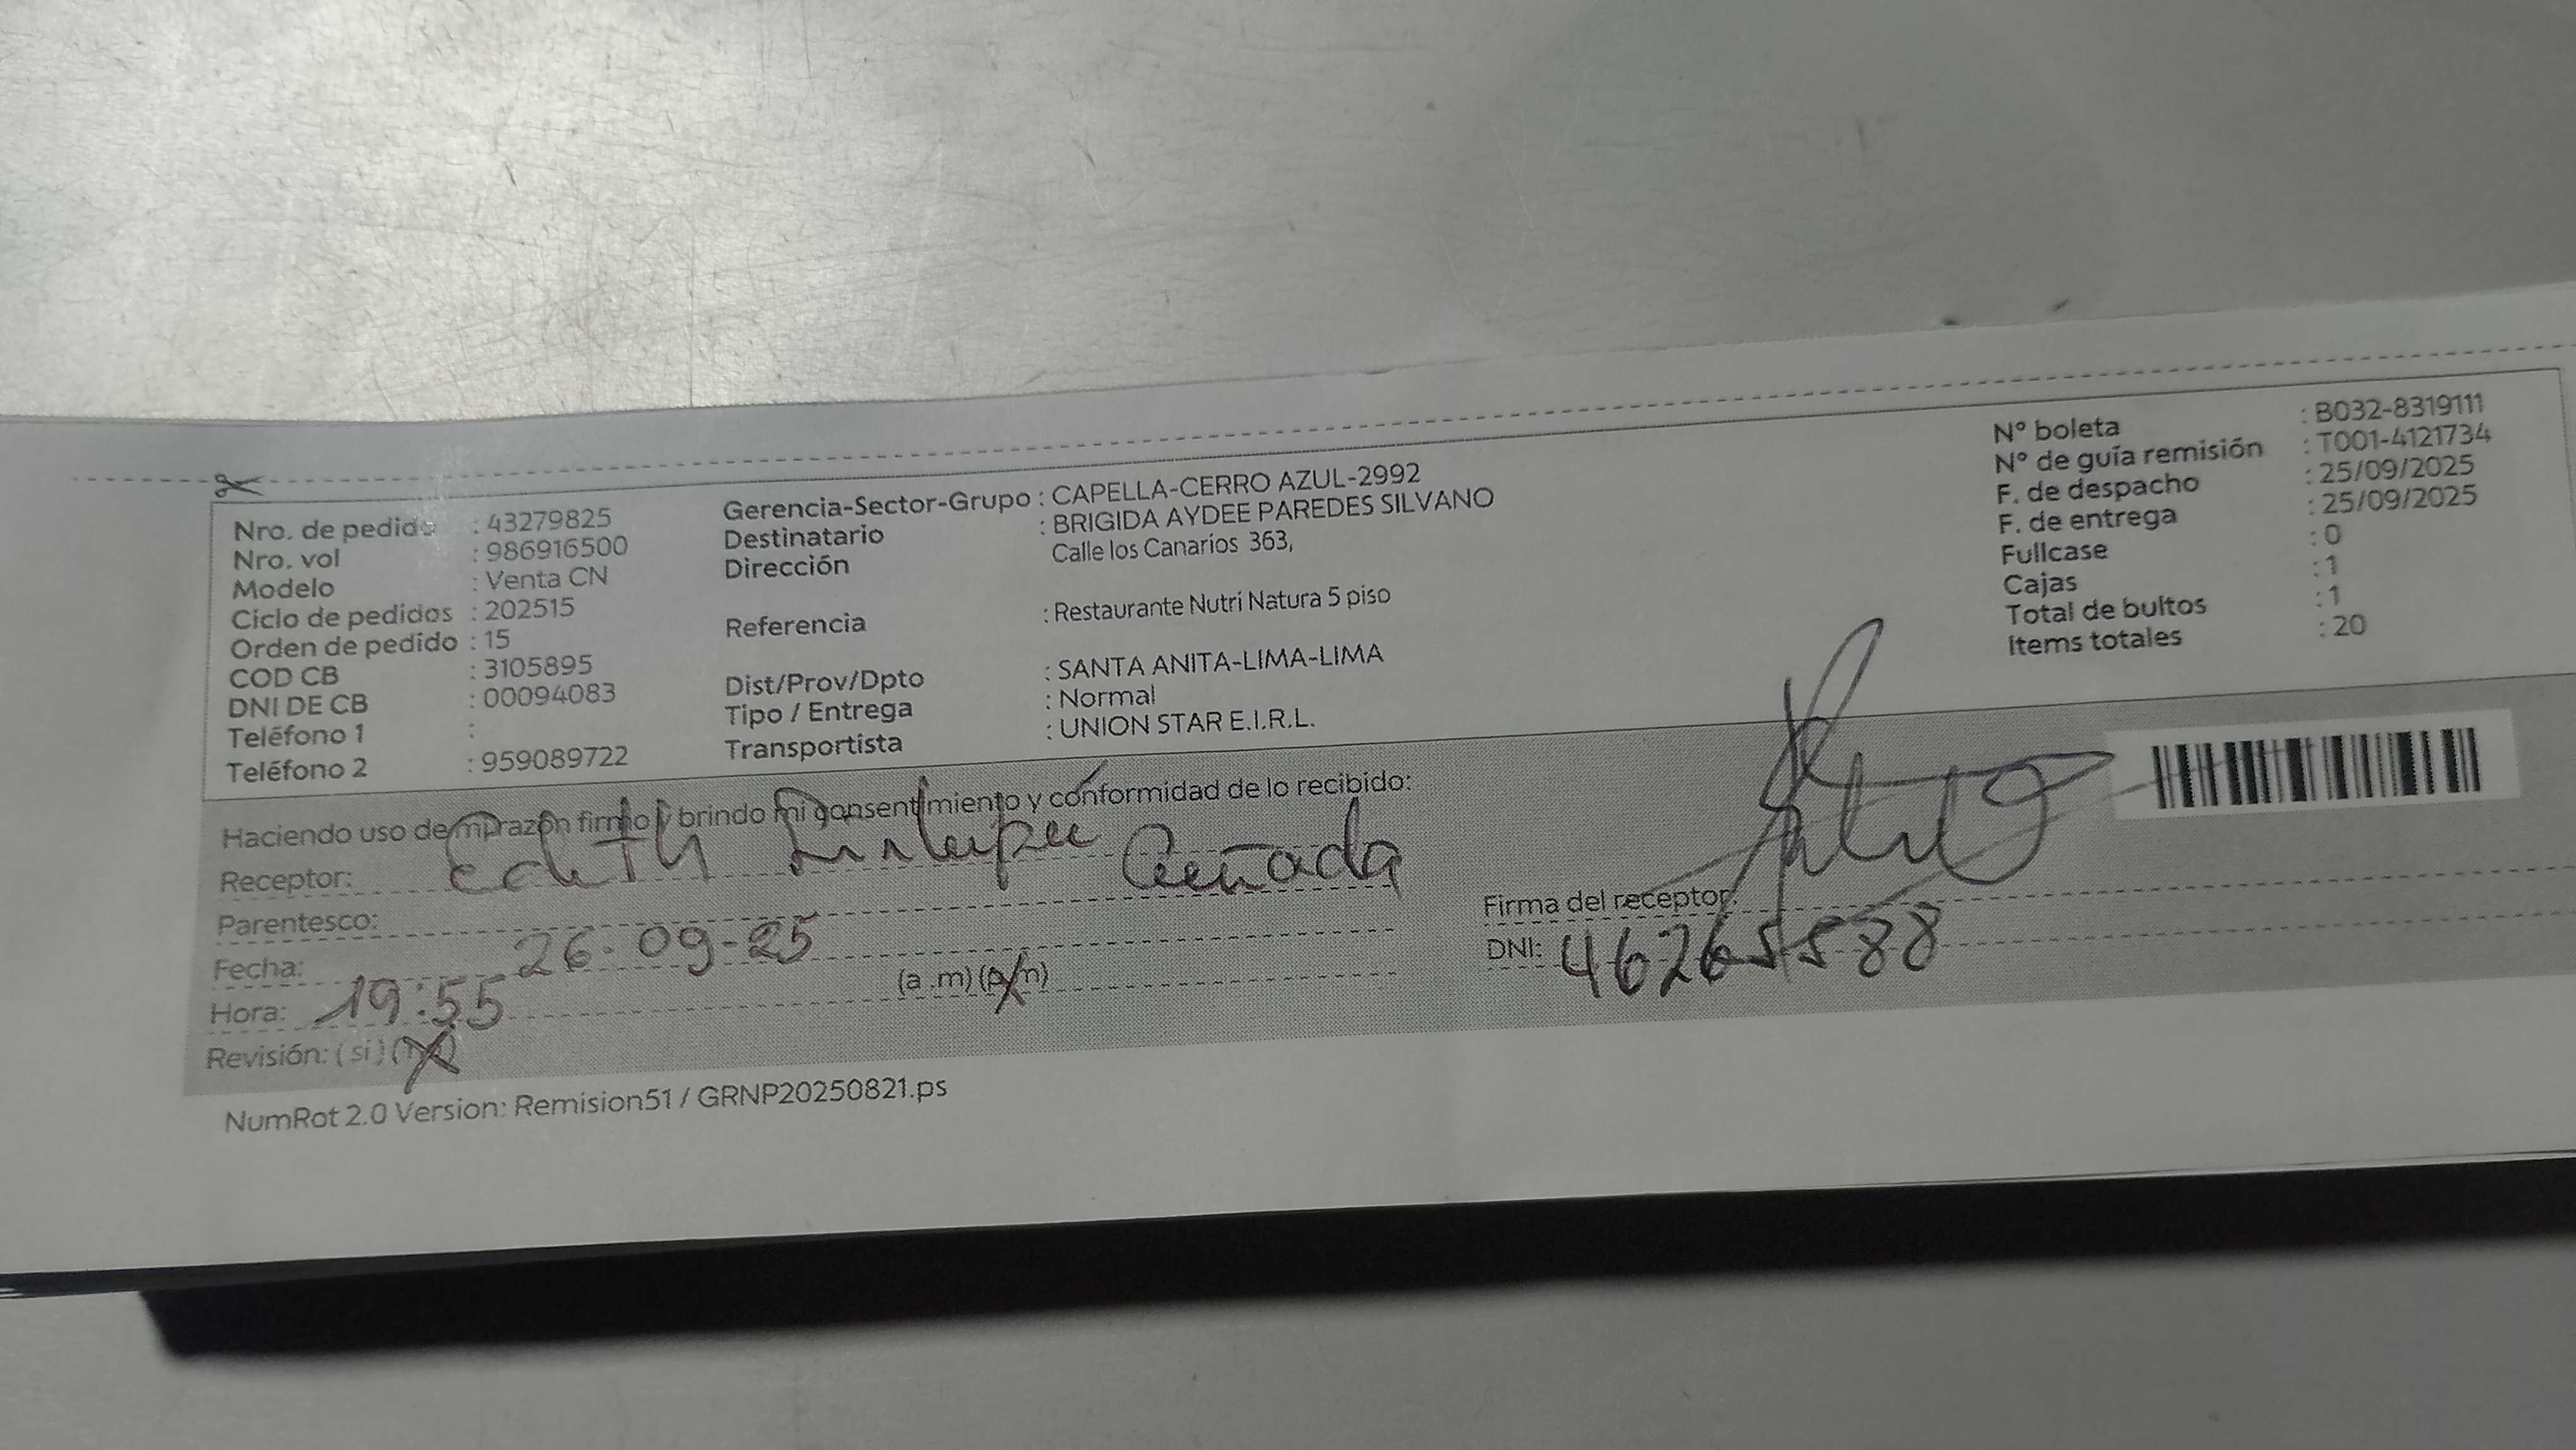 Nro. de pedido : 43279825
Nro. vol : 986916500
Modelo : Venta CN
Ciclo de pedidos : 202515
Orden de pedido : 15
COD CB : 3105895
DNI DE CB : 00094083
Teléfono 1 :
Teléfono 2 : 959089722
Gerencia-Sector-Grupo : CAPELLA-CERRO AZUL-2992
Destinatario : BRIGIDA AYDEE PAREDES SILVANO
Dirección Calle los Canarios 363,
Referencia : Restaurante Nutri Natura 5 piso
Dist/Prov/Dpto : SANTA ANITA-LIMA-LIMA
Tipo / Entrega : Normal
Transportista : UNION STAR E.I.R.L.
N° boleta : B032-8319111
N° de guía remisión : T001-4121734
F. de despacho : 25/09/2025
F. de entrega : 25/09/2025
Fullcase : 0
Cajas : 1
Total de bultos : 1
Items totales : 20
Haciendo uso de mi razón firmo y brindo mi consentimiento y conformidad de lo recibido:
Receptor: Edith
Parentesco: Cuñada
Fecha: 26-09-25
Hora: 19:55 (a.m) (p.m)
Revisión: (si) (no)
Firma del receptor:
DNI: 46265588
NumRot 2.0 Version: Remision51 / GRNP20250821.ps